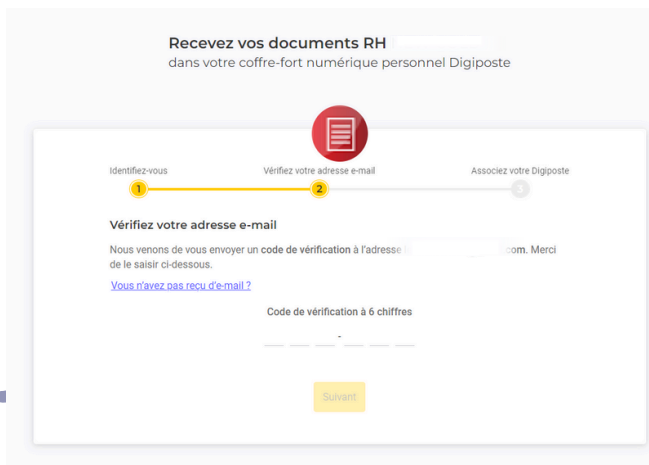 Recevez vos documents RH
dans votre coffre-fort numérique personnel Digiposte
Identifiez-vous Vérifiez votre adresse e-mail Associez votre Digiposte
1 2 3
Vérifiez votre adresse e-mail
Nous venons de vous envoyer un code de vérification à l'adresse com. Merci
de le saisir ci-dessous.
Vous n'avez pas reçu d'e-mail ?
Code de vérification à 6 chiffres
-
Suivant